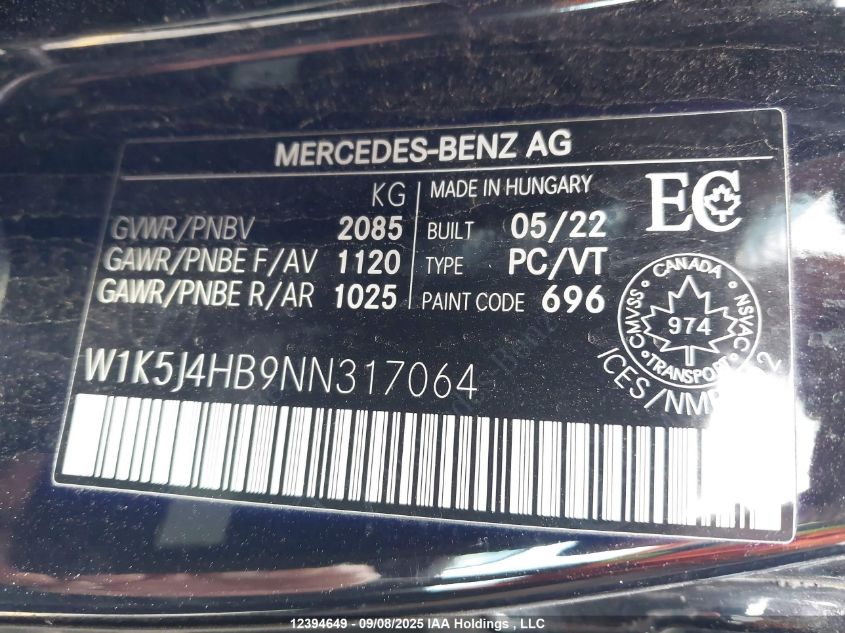 MERCEDES-BENZ AG
KG
GVWR/PNBV 2085
GAWR/PNBE F/AV 1120
GAWR/PNBE R/AR 1025
MADE IN HUNGARY
BUILT 05/22
TYPE PC/VT
PAINT CODE 696
EC
CANADA
CMVSS 974 NSVAC
TRANSPORT
W1K5J4HB9NN317064
12394649 - 09/08/2025 IAA Holdings , LLC